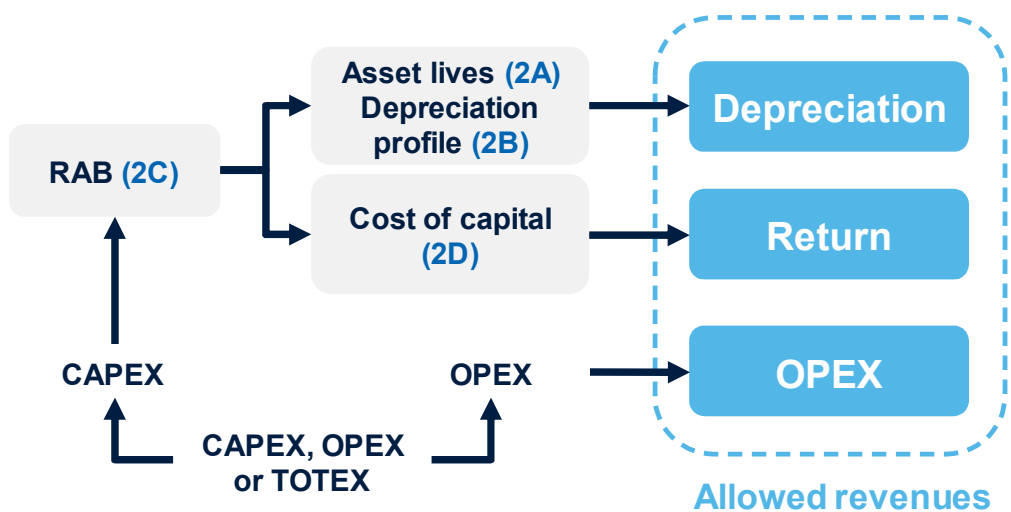 Asset lives (2A)
Depreciation
profile (2B)
Depreciation
RAB (2C)
Cost of capital
(2D)
Return
CAPEX
OPEX
OPEX
CAPEX, OPEX
or TOTEX
Allowed revenues